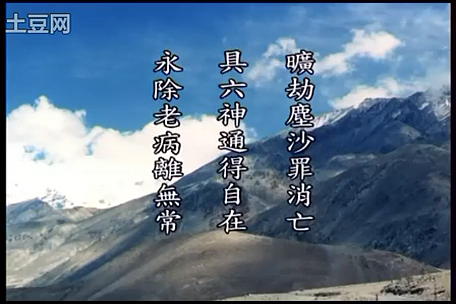 土豆网
曠劫塵沙罪消亡
具六神通得自在
永除老病離無常